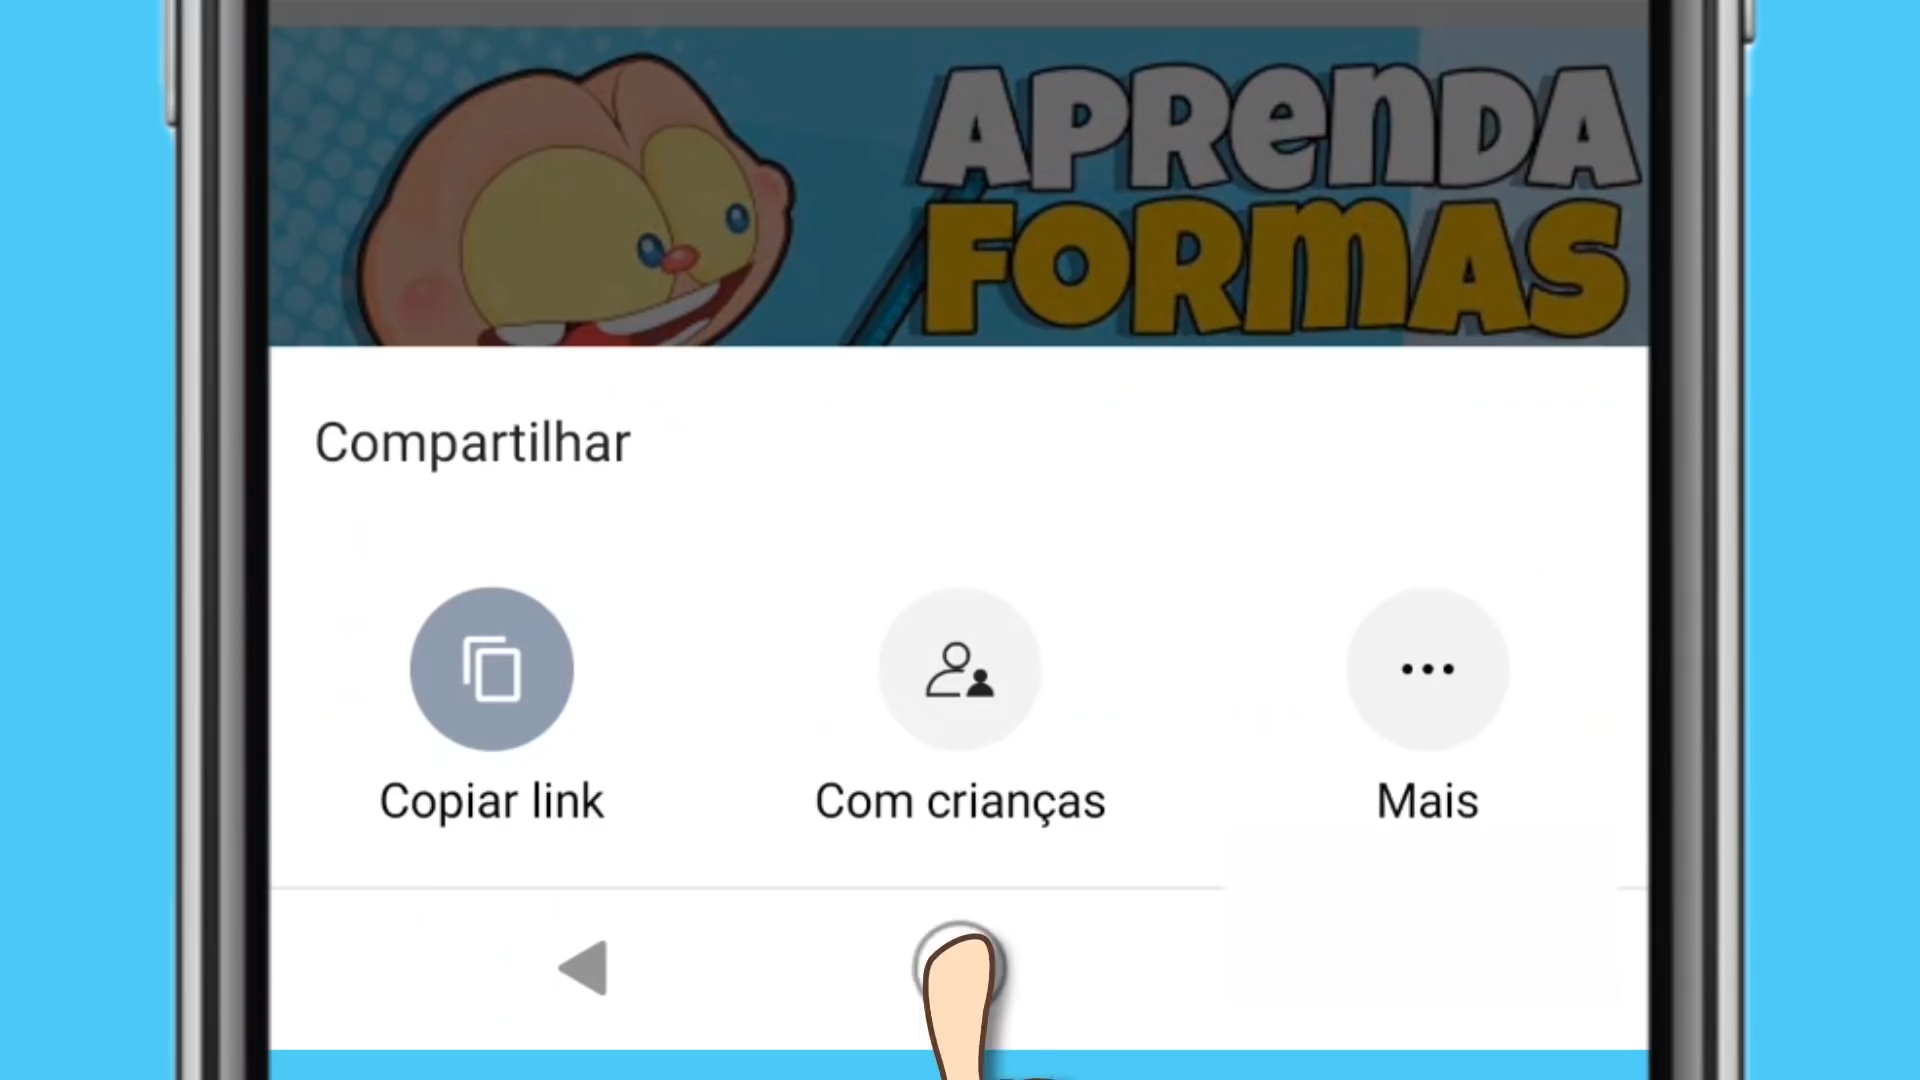 APRENDA
FORMAS
Compartilhar
Copiar link
Com crianças
Mais